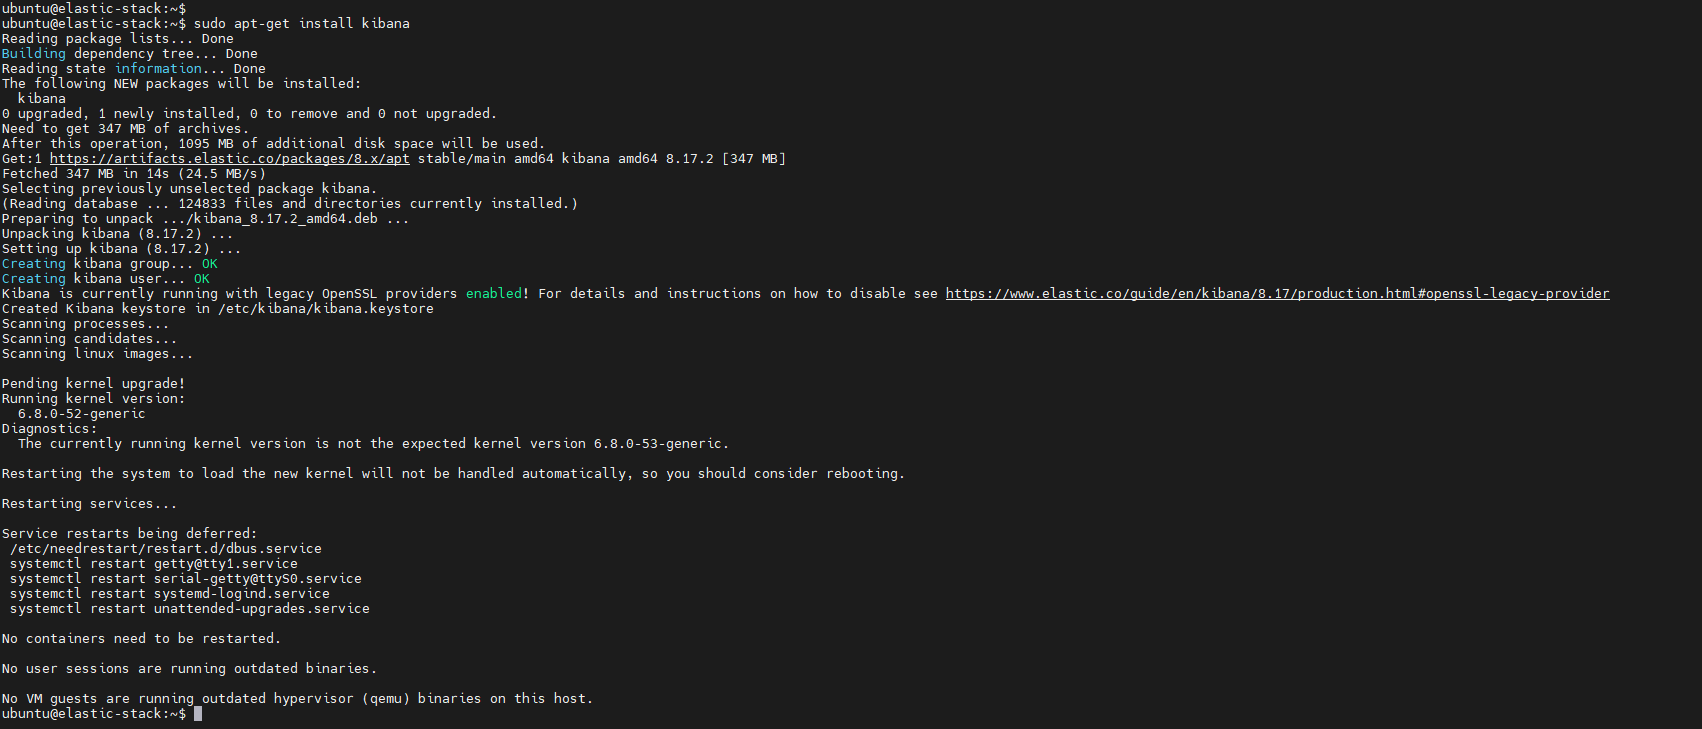 ubuntu@elastic-stack:~$
ubuntu@elastic-stack:~$ sudo apt-get install kibana
Reading package lists... Done
Building dependency tree... Done
Reading state information... Done
The following NEW packages will be installed:
  kibana
0 upgraded, 1 newly installed, 0 to remove and 0 not upgraded.
Need to get 347 MB of archives.
After this operation, 1095 MB of additional disk space will be used.
Get:1 https://artifacts.elastic.co/packages/8.x/apt stable/main amd64 kibana amd64 8.17.2 [347 MB]
Fetched 347 MB in 14s (24.5 MB/s)
Selecting previously unselected package kibana.
(Reading database ... 124833 files and directories currently installed.)
Preparing to unpack .../kibana_8.17.2_amd64.deb ...
Unpacking kibana (8.17.2) ...
Setting up kibana (8.17.2) ...
Creating kibana group... OK
Creating kibana user... OK
Kibana is currently running with legacy OpenSSL providers enabled! For details and instructions on how to disable see https://www.elastic.co/guide/en/kibana/8.17/production.html#openssl-legacy-provider
Created Kibana keystore in /etc/kibana/kibana.keystore
Scanning processes...
Scanning candidates...
Scanning linux images...

Pending kernel upgrade!
Running kernel version:
  6.8.0-52-generic
Diagnostics:
  The currently running kernel version is not the expected kernel version 6.8.0-53-generic.

Restarting the system to load the new kernel will not be handled automatically, so you should consider rebooting.

Restarting services...

Service restarts being deferred:
 /etc/needrestart/restart.d/dbus.service
 systemctl restart getty@tty1.service
 systemctl restart serial-getty@ttyS0.service
 systemctl restart systemd-logind.service
 systemctl restart unattended-upgrades.service

No containers need to be restarted.

No user sessions are running outdated binaries.

No VM guests are running outdated hypervisor (qemu) binaries on this host.
ubuntu@elastic-stack:~$